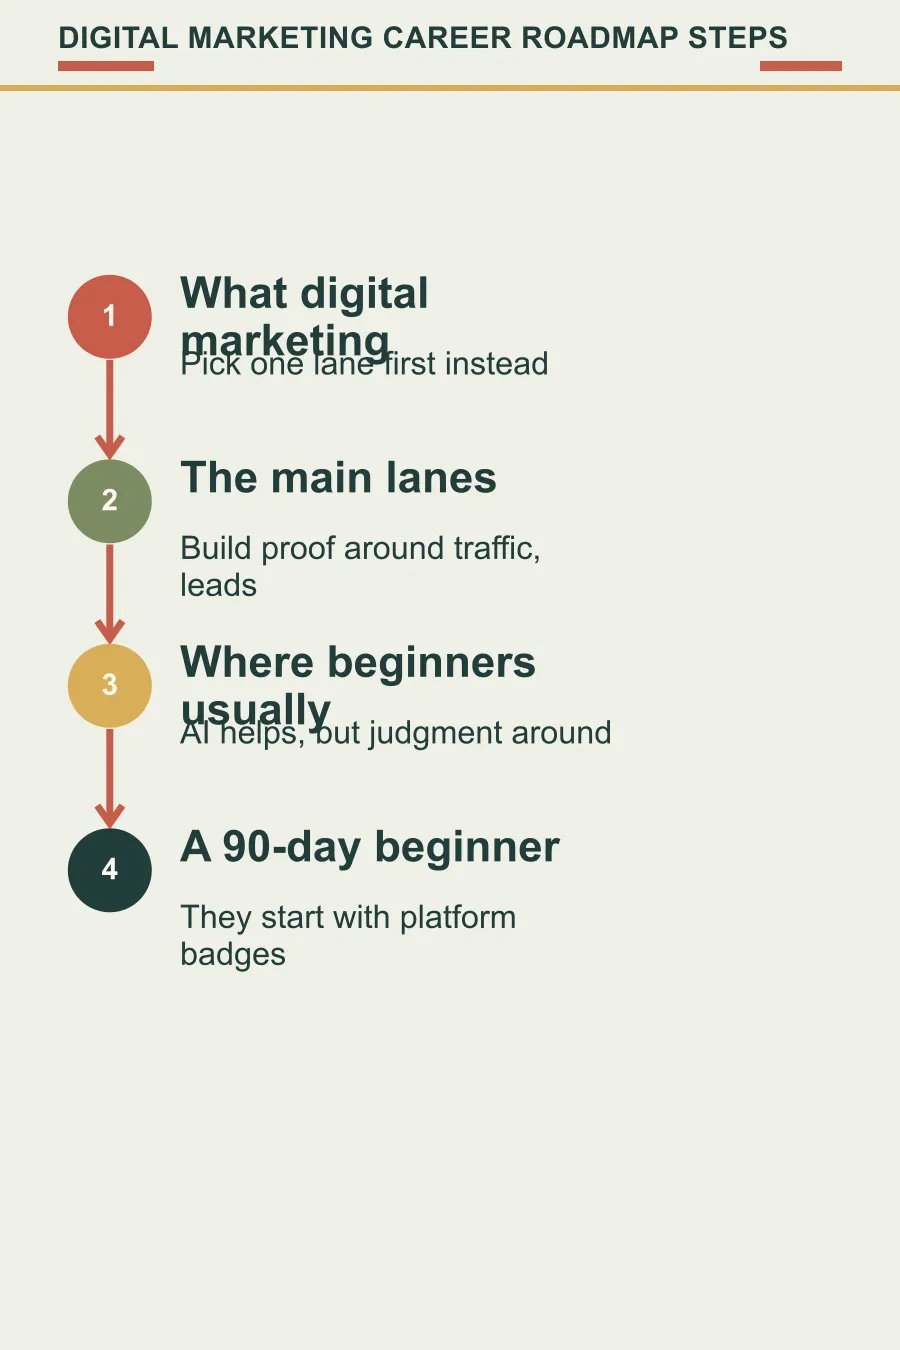 DIGITAL MARKETING CAREER ROADMAP STEPS
1
What digital
marketing
Pick one lane first instead
2
The main lanes
Build proof around traffic,
leads
3
Where beginners
usually
AI helps, but judgment around
4
A 90-day beginner
They start with platform
badges